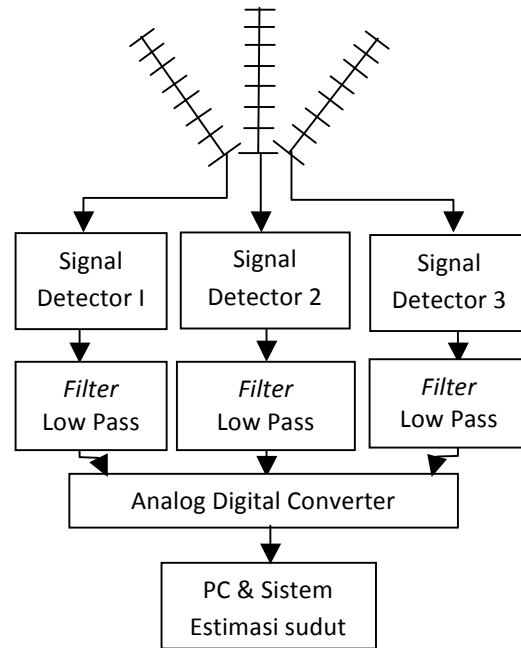 Signal
Detector I
Signal
Detector 2
Signal
Detector 3
Filter
Low Pass
Filter
Low Pass
Filter
Low Pass
Analog Digital Converter
PC & Sistem
Estimasi sudut